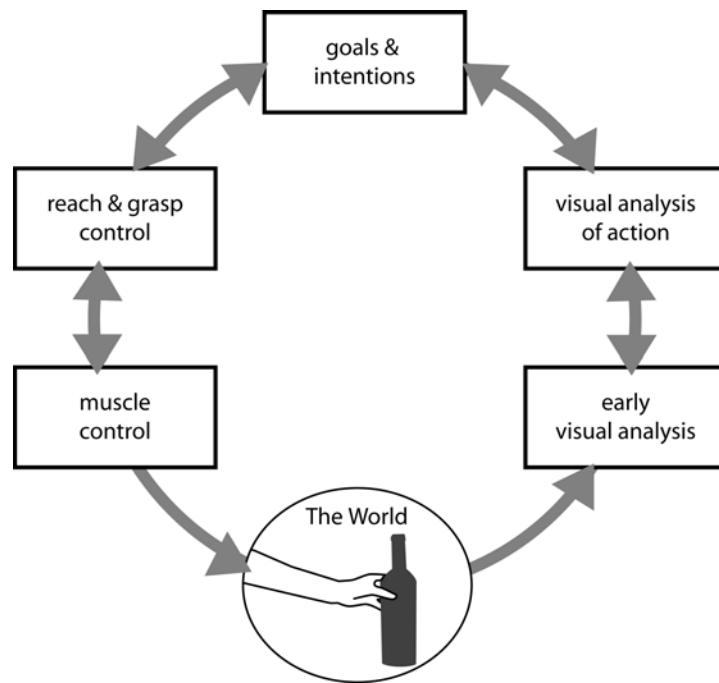 goals &
intentions
reach & grasp
control
visual analysis
of action
muscle
control
early
visual analysis
The World